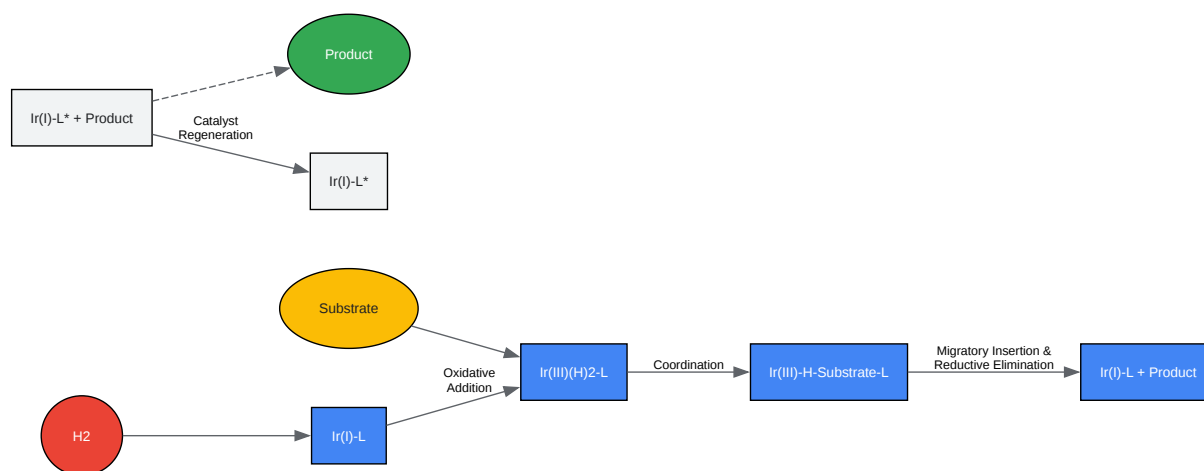 Product
Ir(I)-L* + Product
Catalyst
Regeneration
Ir(I)-L*
Substrate
Oxidative
Addition
Ir(III)(H)2-L
Coordination
Ir(III)-H-Substrate-L
Migratory Insertion &
Reductive Elimination
Ir(I)-L + Product
H2
Ir(I)-L